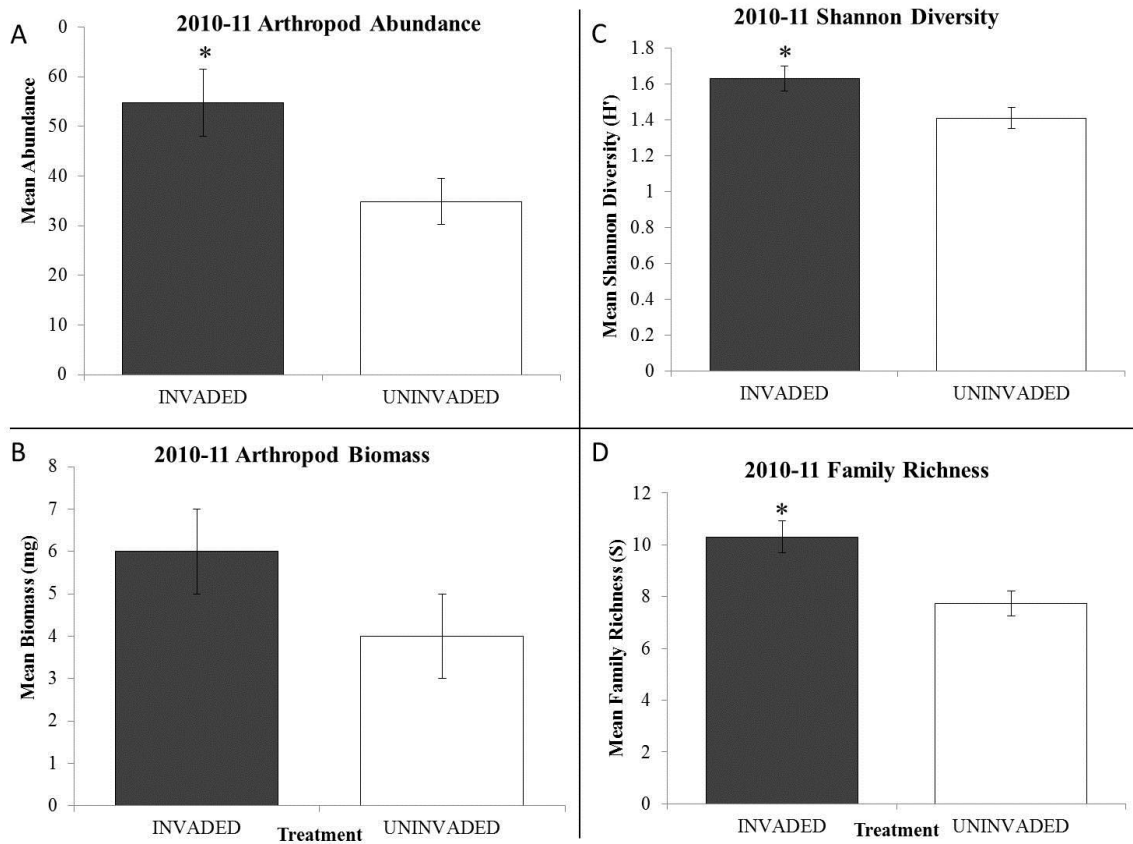 A
2010-11 Arthropod Abundance
Mean Abundance
0
60
50
40
30
20
10
0
*
INVADED
UNINVADED
B
2010-11 Arthropod Biomass
Mean Biomass (mg)
8
7
6
5
4
3
2
1
0
INVADED
UNINVADED
Treatment
C
2010-11 Shannon Diversity
Mean Shannon Diversity (H')
1.8
1.6
1.4
1.2
1
0.8
0.6
0.4
0.2
0
*
INVADED
UNINVADED
D
2010-11 Family Richness
Mean Family Richness (S)
12
10
8
6
4
2
0
*
INVADED
UNINVADED
Treatment